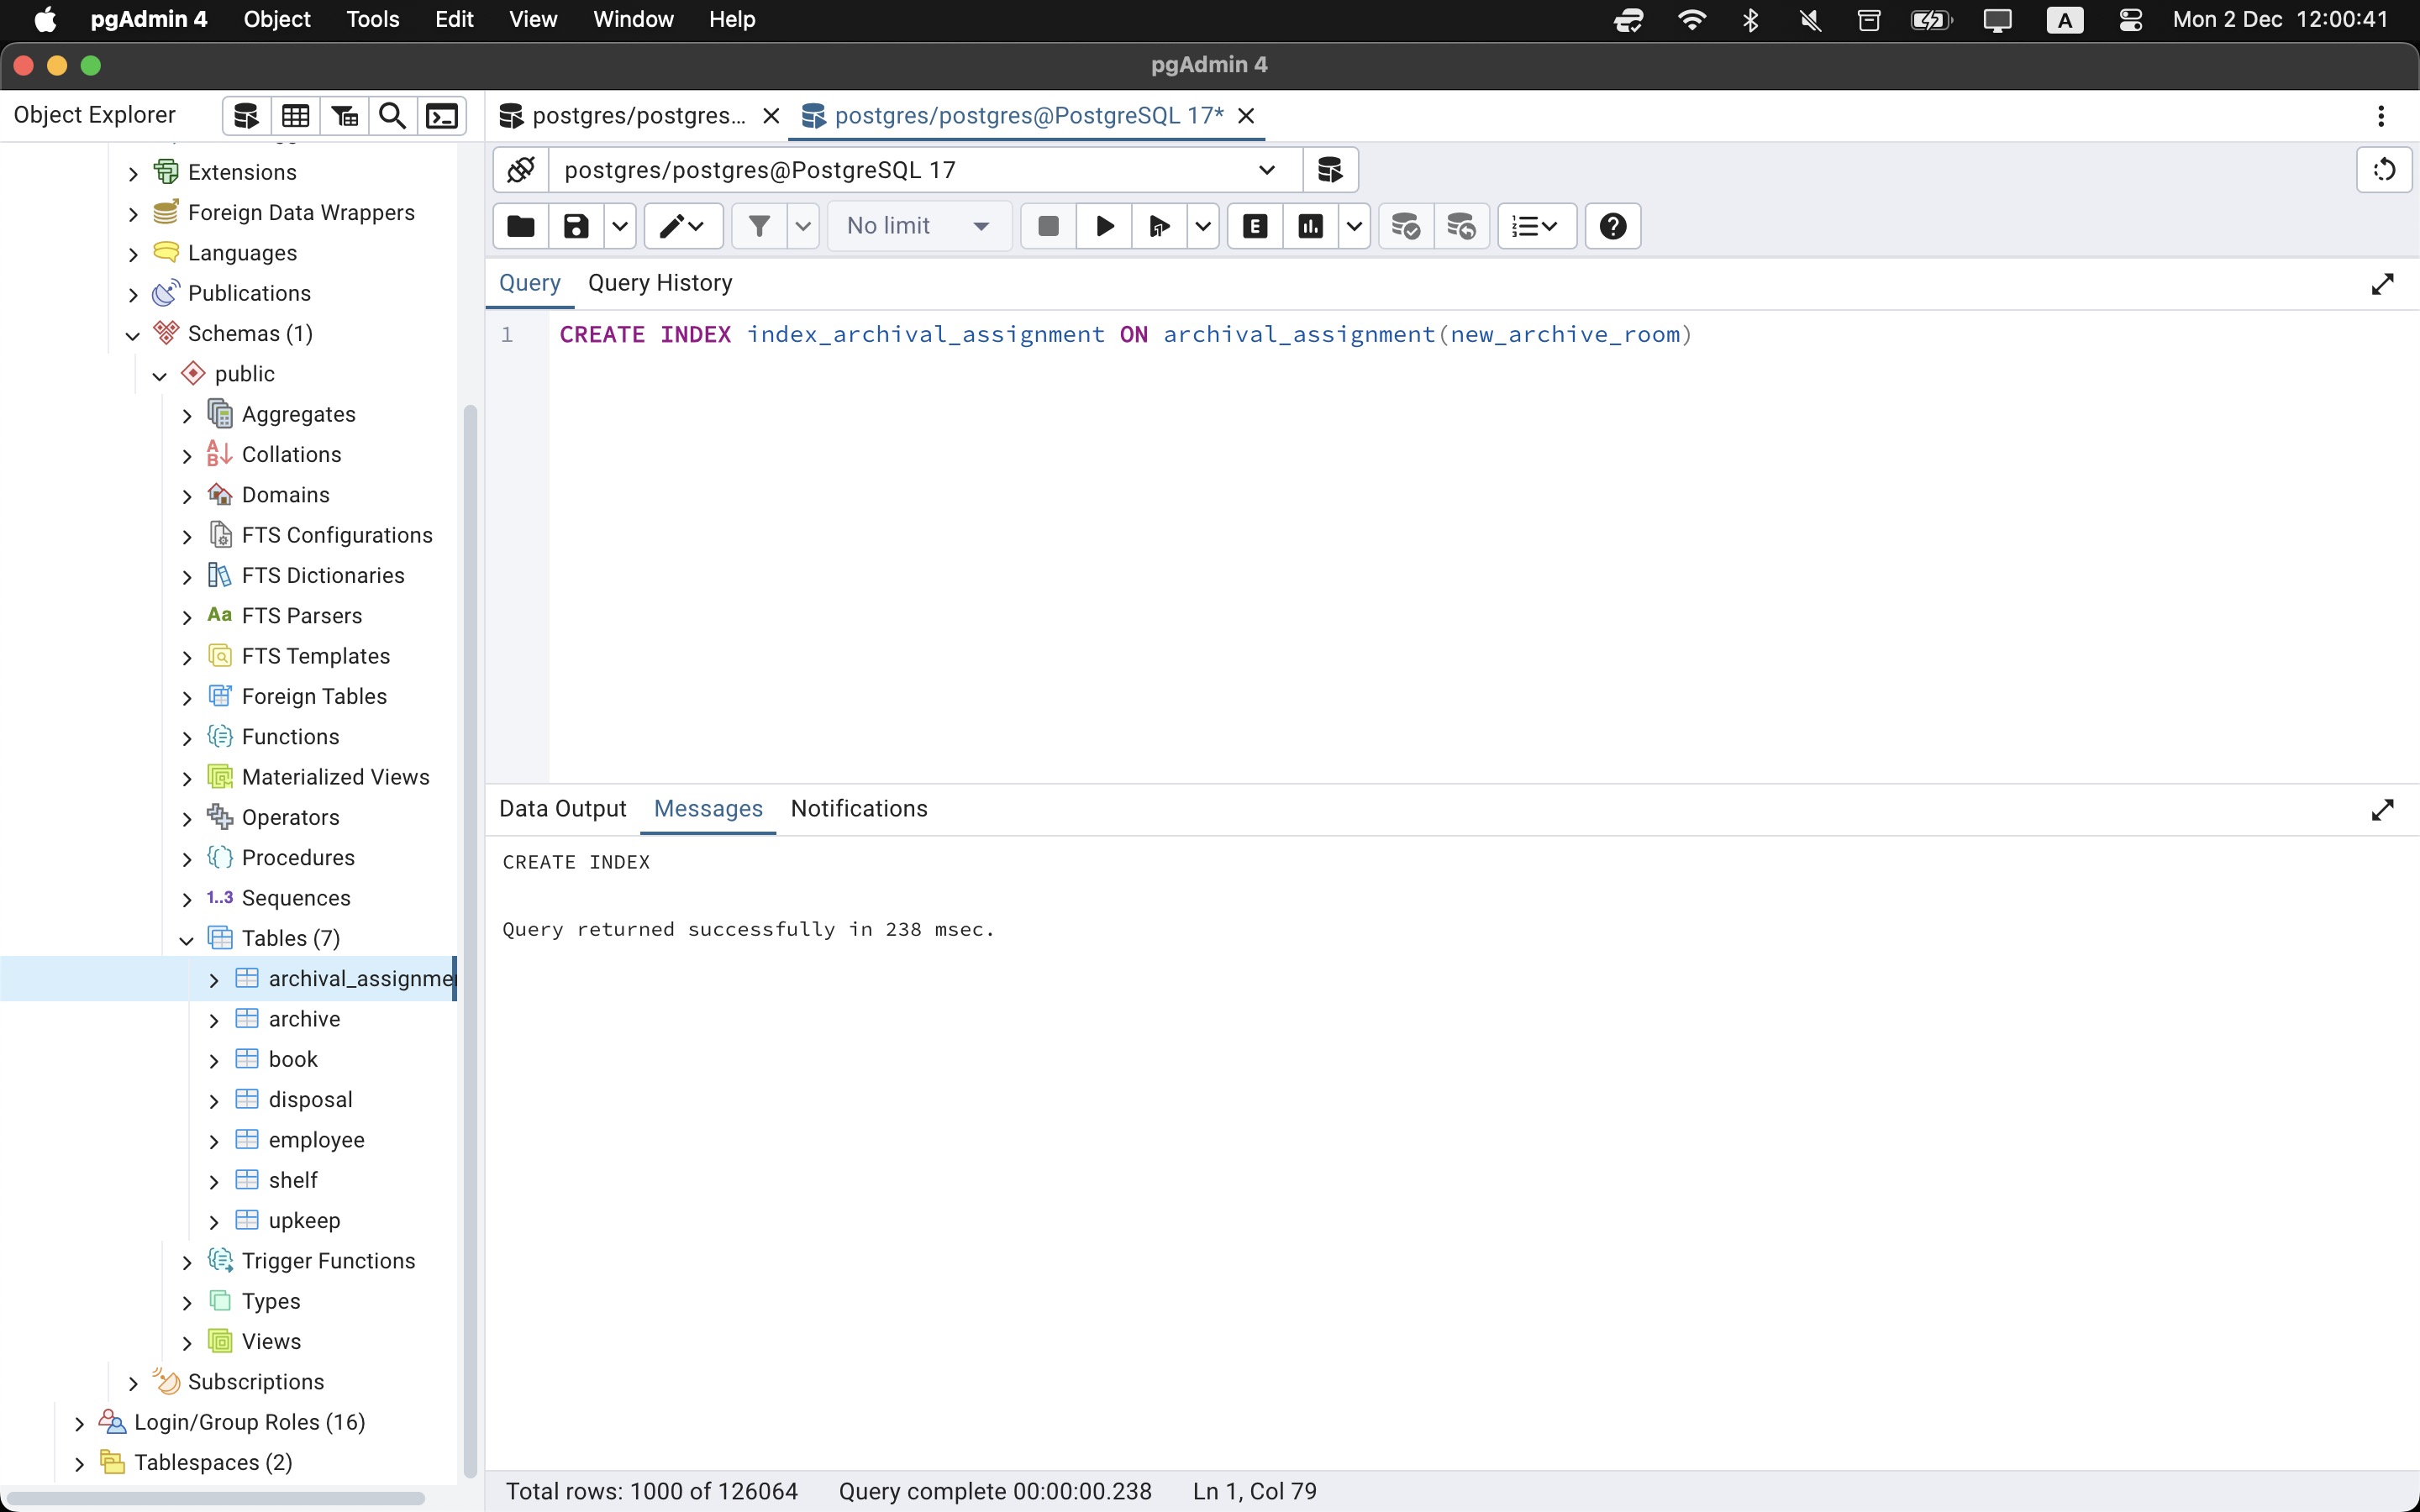 pgAdmin 4 Object Tools Edit View Window Help A Mon 2 Dec 12:00:41
pgAdmin 4
Object Explorer
postgres/postgres... postgres/postgres@PostgreSQL 17*
postgres/postgres@PostgreSQL 17
No limit E
Query Query History
1 CREATE INDEX index_archival_assignment ON archival_assignment(new_archive_room)
Extensions
Foreign Data Wrappers
Languages
Publications
Schemas (1)
public
Aggregates
Collations
Domains
FTS Configurations
FTS Dictionaries
Aa FTS Parsers
FTS Templates
Foreign Tables
Functions
Materialized Views
Operators
Procedures
1..3 Sequences
Tables (7)
archival_assignme
archive
book
disposal
employee
shelf
upkeep
Trigger Functions
Types
Views
Subscriptions
Login/Group Roles (16)
Tablespaces (2)
Data Output Messages Notifications
CREATE INDEX
Query returned successfully in 238 msec.
Total rows: 1000 of 126064 Query complete 00:00:00.238 Ln 1, Col 79